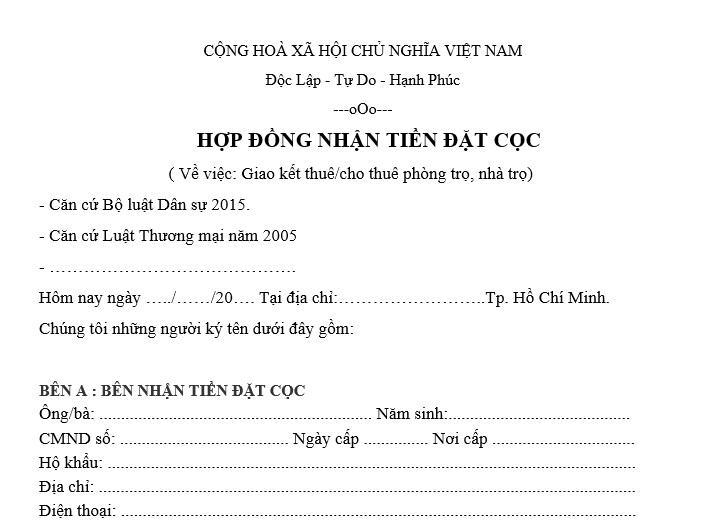 CỘNG HOÀ XÃ HỘI CHỦ NGHĨA VIỆT NAM
Độc Lập - Tự Do - Hạnh Phúc
---oOo---
HỢP ĐỒNG NHẬN TIỀN ĐẶT CỌC
( Về việc: Giao kết thuê/cho thuê phòng trọ, nhà trọ)
- Căn cứ Bộ luật Dân sự 2015.
- Căn cứ Luật Thương mại năm 2005
- …………………………………….
Hôm nay ngày …../……/20…. Tại địa chỉ:……………………..Tp. Hồ Chí Minh.
Chúng tôi những người ký tên dưới đây gồm:
BÊN A : BÊN NHẬN TIỀN ĐẶT CỌC
Ông/bà: ................................................................ Năm sinh:...........................................
CMND số: ........................................ Ngày cấp ............... Nơi cấp ..................................
Hộ khẩu: .............................................................................................................................
Địa chỉ: ...............................................................................................................................
Điện thoại: ..........................................................................................................................